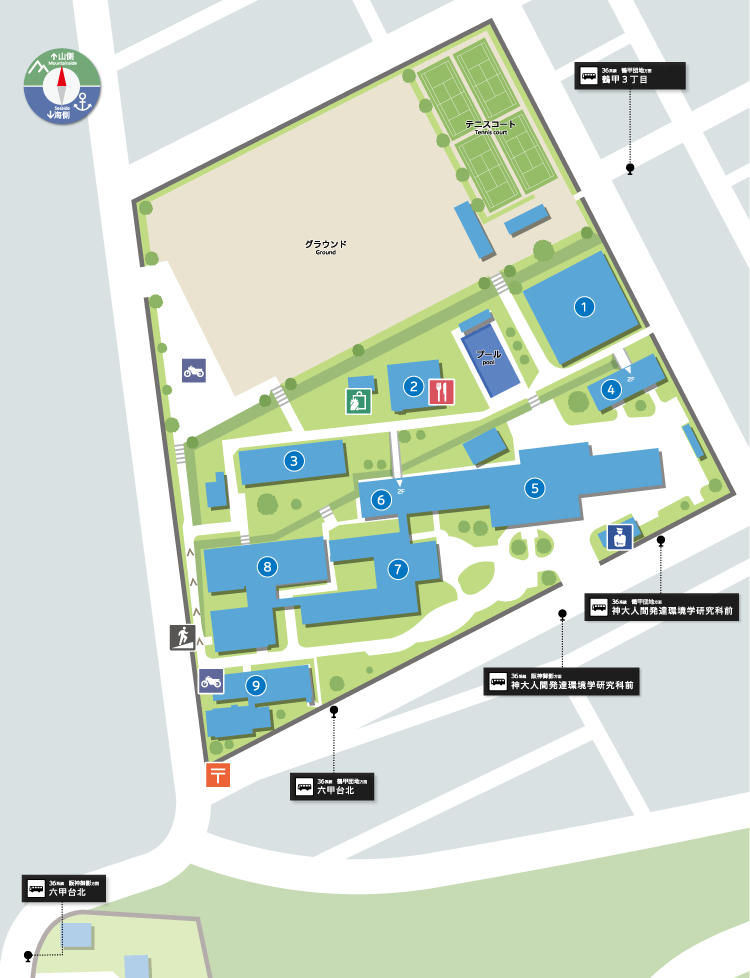 ↑山側
Mountainside
Seaside
↓海側
36系統 鶴甲団地方面
鶴甲3丁目
テニスコート
Tennis court
グラウンド
Ground
1
プール
pool
2
2F
4
3
2F
6
5
8
7
36系統 鶴甲団地方面
神大人間発達環境学研究科前
36系統 阪神御影方面
神大人間発達環境学研究科前
9
36系統 鶴甲団地方面
六甲台北
36系統 阪神御影方面
六甲台北